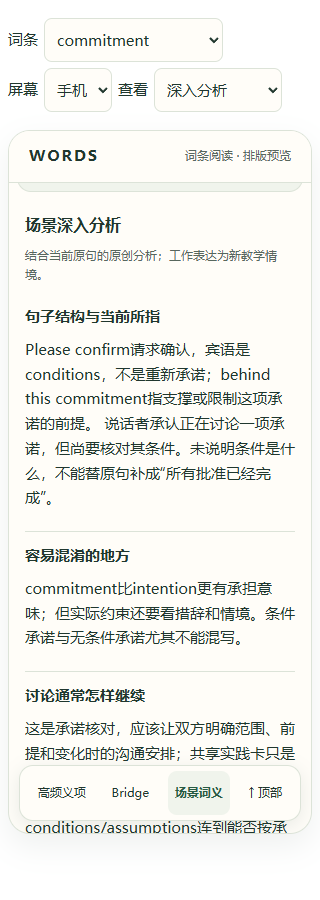 词条 commitment
屏幕 手机 查看 深入分析
WORDS 词条阅读 · 排版预览
场景深入分析
结合当前原句的原创分析；工作表达为新教学情
境。
句子结构与当前所指
Please confirm请求确认，宾语是
conditions，不是重新承诺；behind
this commitment指支撑或限制这项承
诺的前提。 说话者承认正在讨论一项承
诺，但尚要核对其条件。未说明条件是什
么，不能替原句补成“所有批准已经完
成”。
容易混淆的地方
commitment比intention更有承担意
味；但实际约束还要看措辞和情境。条件
承诺与无条件承诺尤其不能混写。
讨论通常怎样继续
这是承诺核对，应该让双方明确范围、前
提和变化时的沟通安排；共享实践卡只是
高频义项 Bridge 场景词义 ↑ 顶部
conditions/assumptions连到能否按承